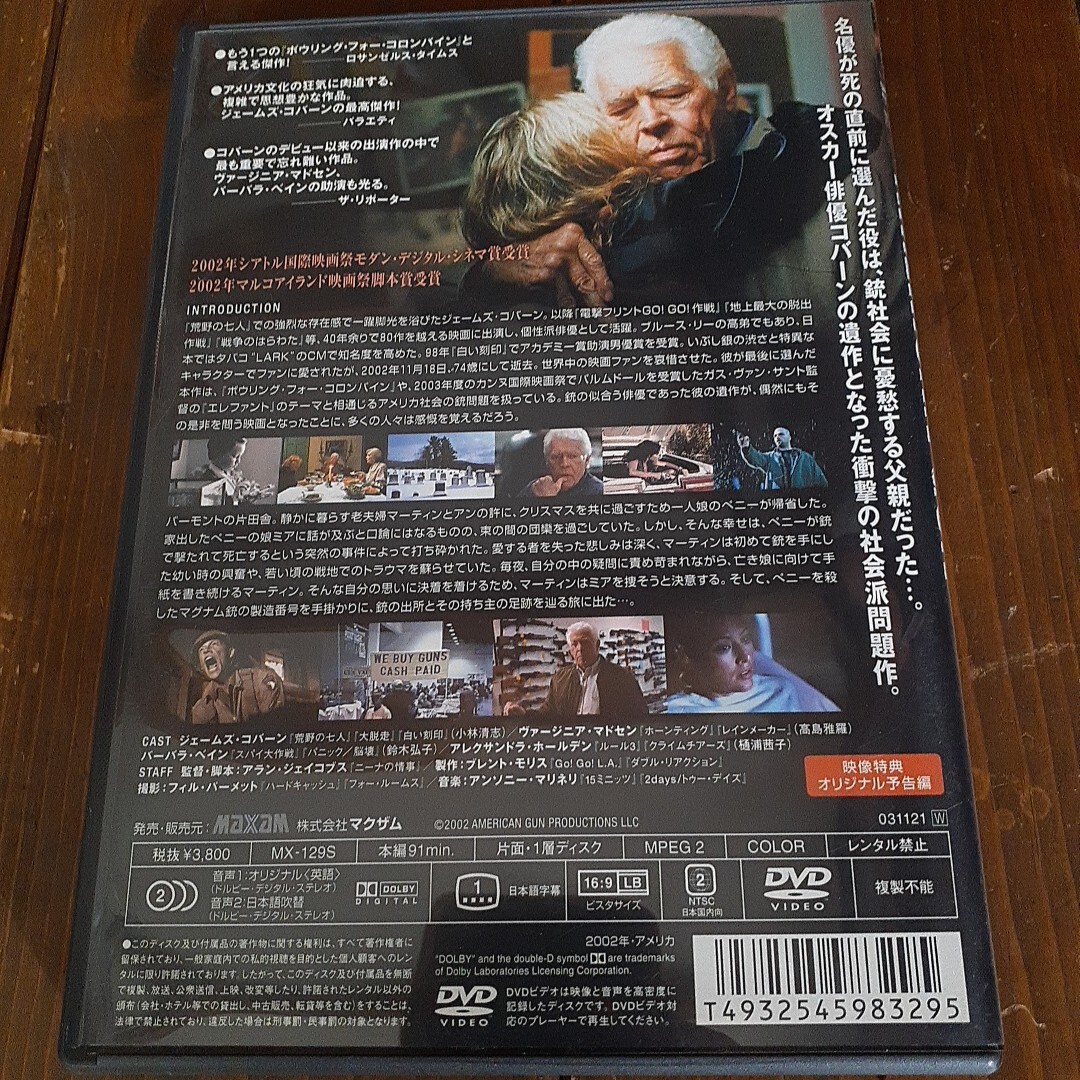 ●もう1つの『ボウリング・フォー・コロンバイン』と
言える傑作! ――ロサンゼルス・タイムス
●アメリカ文化の狂気に肉迫する、
複雑で思想豊かな作品。
ジェームズ・コバーンの最高傑作!
――バラエティ
●コバーンのデビュー以来の出演作の中で
最も重要で忘れ難い作品。
ヴァージニア・マドセン、
バーバラ・ベインの助演も光る。
――ザ・リポーター
名優が死の直前に選んだ役は、銃社会に憂愁する父親だった…。
オスカー俳優コバーンの遺作となった衝撃の社会派問題作。
2002年シアトル国際映画祭モダン・デジタル・シネマ賞受賞
2002年マルコアイランド映画祭脚本賞受賞
INTRODUCTION
『荒野の七人』での強烈な存在感で一躍脚光を浴びたジェームズ・コバーン。以降『電撃フリントGO!GO!作戦』『地上最大の脱出
作戦』『戦争のはらわた』等、40年余りで80作を越える映画に出演し、個性派俳優として活躍。ブルース・リーの高弟でもあり、日
本ではタバコ"LARK"のCMで知名度を高めた。98年『白い刻印』でアカデミー賞助演男優賞を受賞。いぶし銀の渋さと特異な
キャラクターでファンに愛されたが、2002年11月18日、74歳にして逝去。世界中の映画ファンを哀惜させた。彼が最後に選んだ
本作は、『ボウリング・フォー・コロンバイン』や、2003年度のカンヌ国際映画祭でパルムドールを受賞したガス・ヴァン・サント監
督の『エレファント』のテーマと相通じるアメリカ社会の銃問題を扱っている。銃の似合う俳優であった彼の遺作が、偶然にもそ
の是非を問う映画となったことに、多くの人々は感慨を覚えるだろう。
バーモントの片田舎。静かに暮らす老夫婦マーティンとアンの許に、クリスマスを共に過ごすため一人娘のペニーが帰省した。
家出したペニーの娘ミアに話が及ぶと口論にはなるものの、束の間の団欒を過ごしていた。しかし、そんな幸せは、ペニーが銃
で撃たれて死亡するという突然の事件によって打ち砕かれた。愛する者を失った悲しみは深く、マーティンは初めて銃を手にし
た幼い時の興奮や、若い頃の戦地でのトラウマを蘇らせていた。毎夜、自分の中の疑問に責め苛まれながら、亡き娘に向けて手
紙を書き続けるマーティン。そんな自分の思いに決着を着けるため、マーティンはミアを捜そうと決意する。そして、ペニーを殺
したマグナム銃の製造番号を手掛かりに、銃の出所とその持ち主の足跡を辿る旅に出た…。
WE BUY GUNS
CASH PAID
CAST ジェームズ・コバーン『荒野の七人』『大脱走』『白い刻印』(小林清志)/ヴァージニア・マドセン『ホーンティング』『レインメーカー』(高島雅羅)
バーバラ・ベイン『スパイ大作戦』『パニック/脳壊』(鈴木弘子)/アレクサンドラ・ホールデン『ルール3』『クライムチアーズ』(樋浦茜子)
STAFF 監督・脚本:アラン・ジェイコブス『ニーナの情事』/製作:ブレント・モリス『Go! Go! L.A.』『ダブル・リアクション』
撮影:フィル・パーメット『ハードキャッシュ』『フォー・ルームス』/音楽:アンソニー・マリネリ『15ミニッツ』『2days/トゥー・デイズ』
映像特典
オリジナル予告編
発売・販売元: MAXAM 株式会社マクザム
©2002 AMERICAN GUN PRODUCTIONS LLC
031121 W
税抜¥3,800 MX-129S 本編91min. 片面・1層ディスク MPEG 2 COLOR レンタル禁止
2
音声1:オリジナル〈英語〉
(ドルビー・デジタル・ステレオ)
音声2:日本語吹替
(ドルビー・デジタル・ステレオ)
DOLBY
DIGITAL
1 日本語字幕
16:9 LB
ビスタサイズ
2
NTSC
日本国内向
DVD
VIDEO
複製不能
●このディスク及び付属品の著作物に関する権利は、すべて著作権者に
留保されており、一般家庭内での私的視聴を目的とした個人顧客へのレン
タルに限り許諾されております。したがって、このディスク及び付属品を無断
で複製、放送、公衆送信、上映、改変等したり、許諾されたレンタル以外の
頒布(会社・ホテル等での貸出し、中古販売、転貸等を含む)をすることは、
法律で禁止されており、違反した場合は刑事罰・民事罰の対象となります。
2002年・アメリカ
"DOLBY" and the double-D symbol are trademarks
of Dolby Laboratories Licensing Corporation.
DVD
VIDEO
DVDビデオは映像と音声を高密度に
記録したディスクです。DVDビデオ対
応のプレーヤーで再生してください。
T4932545983295